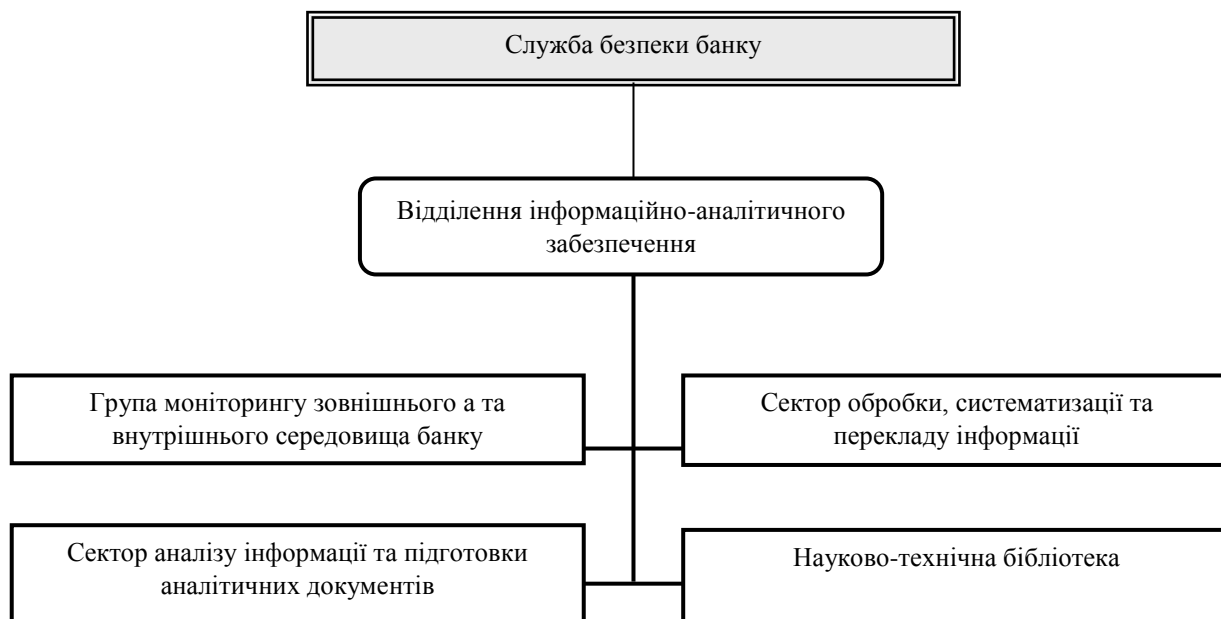 Служба безпеки банку
Відділення інформаційно-аналітичного
забезпечення
Група моніторингу зовнішнього а та
внутрішнього середовища банку
Сектор обробки, систематизації та
перекладу інформації
Сектор аналізу інформації та підготовки
аналітичних документів
Науково-технічна бібліотека